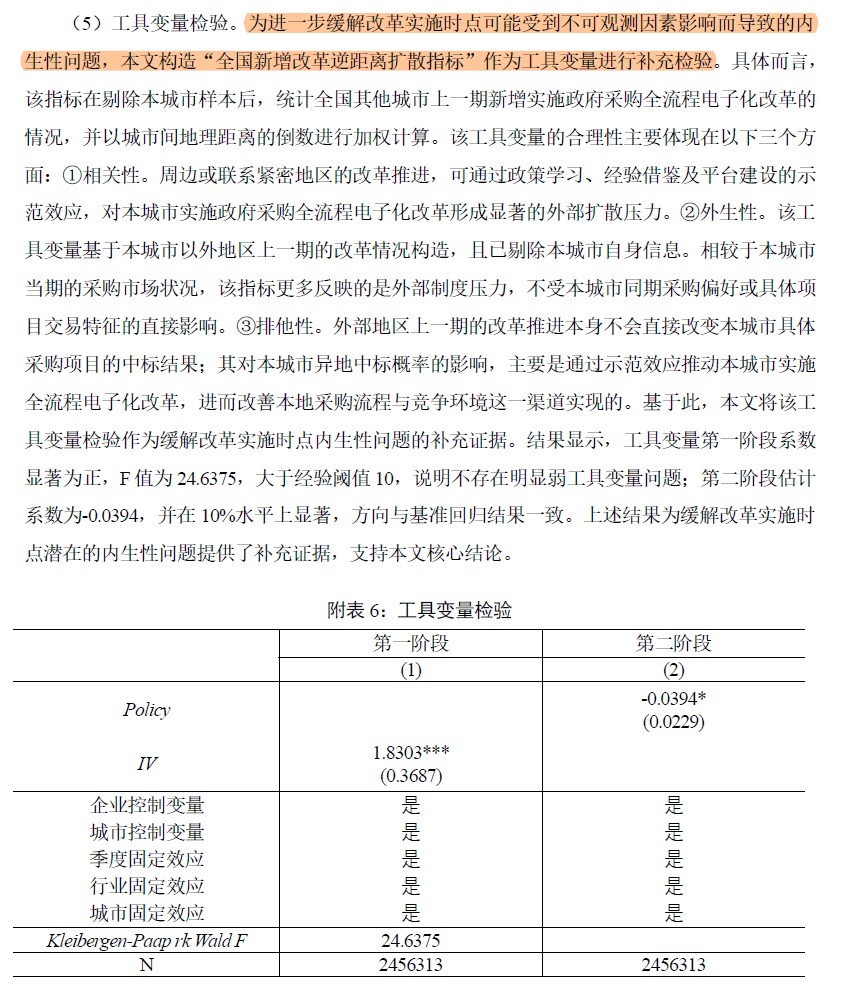 （5）工具变量检验。为进一步缓解改革实施时点可能受到不可观测因素影响而导致的内
生性问题，本文构造“全国新增改革逆距离扩散指标”作为工具变量进行补充检验。具体而言，
该指标在剔除本城市样本后，统计全国其他城市上一期新增实施政府采购全流程电子化改革的
情况，并以城市间地理距离的倒数进行加权计算。该工具变量的合理性主要体现在以下三个方
面：①相关性。周边或联系紧密地区的改革推进，可通过政策学习、经验借鉴及平台建设的示
范效应，对本城市实施政府采购全流程电子化改革形成显著的外部扩散压力。②外生性。该工
具变量基于本城市以外地区上一期的改革情况构造，且已剔除本城市自身信息。相较于本城市
当期的采购市场状况，该指标更多反映的是外部制度压力，不受本城市同期采购偏好或具体项
目交易特征的直接影响。③排他性。外部地区上一期的改革推进本身不会直接改变本城市具体
采购项目的中标结果；其对本城市异地中标概率的影响，主要是通过示范效应推动本城市实施
全流程电子化改革，进而改善本地采购流程与竞争环境这一渠道实现的。基于此，本文将该工
具变量检验作为缓解改革实施时点内生性问题的补充证据。结果显示，工具变量第一阶段系数
显著为正，F 值为 24.6375，大于经验阈值 10，说明不存在明显弱工具变量问题；第二阶段估计
系数为-0.0394，并在 10%水平上显著，方向与基准回归结果一致。上述结果为缓解改革实施时
点潜在的内生性问题提供了补充证据，支持本文核心结论。
附表 6：工具变量检验
第一阶段 第二阶段
(1) (2)
Policy -0.0394*
(0.0229)
IV 1.8303***
(0.3687)
企业控制变量 是 是
城市控制变量 是 是
季度固定效应 是 是
行业固定效应 是 是
城市固定效应 是 是
Kleibergen-Paap rk Wald F 24.6375
N 2456313 2456313